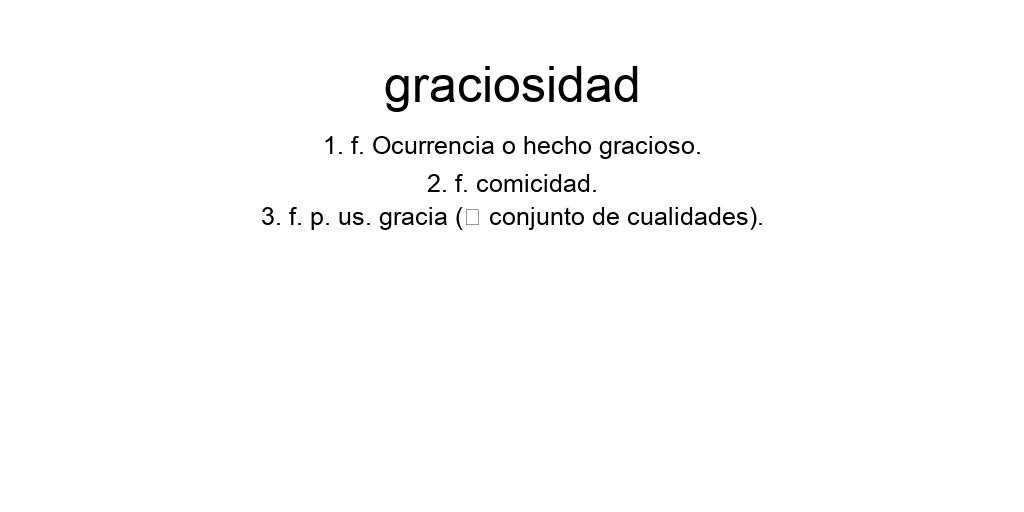 graciosidad
1. f. Ocurrencia o hecho gracioso.
2. f. comicidad.
3. f. p. us. gracia (□ conjunto de cualidades).